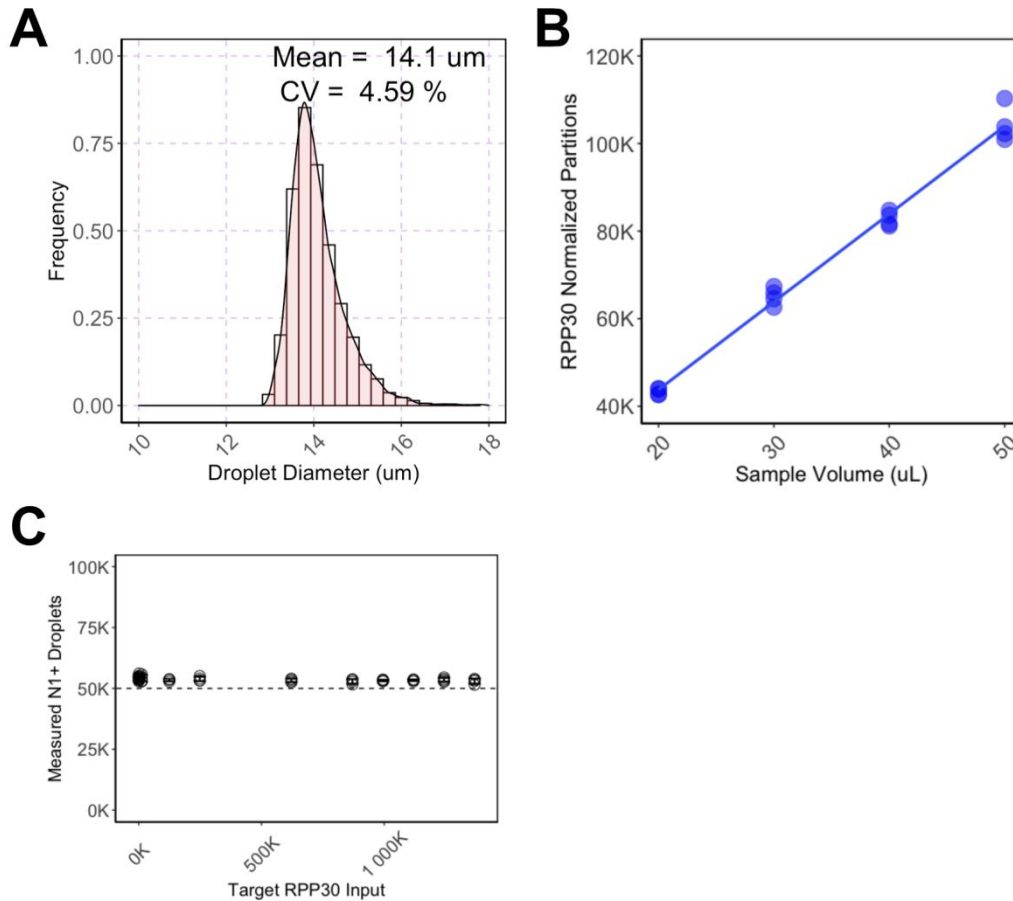 A
Mean = 14.1 um
CV = 4.59 %
1.00
0.75
0.50
0.25
0.00
Frequency
10
12
14
16
18
Droplet Diameter (um)
B
120K
100K
80K
60K
40K
RPP30 Normalized Partitions
20
30
40
50
Sample Volume (uL)
C
100K
75K
50K
25K
0K
Measured N1+ Droplets
0K
500K
1 000K
Target RPP30 Input